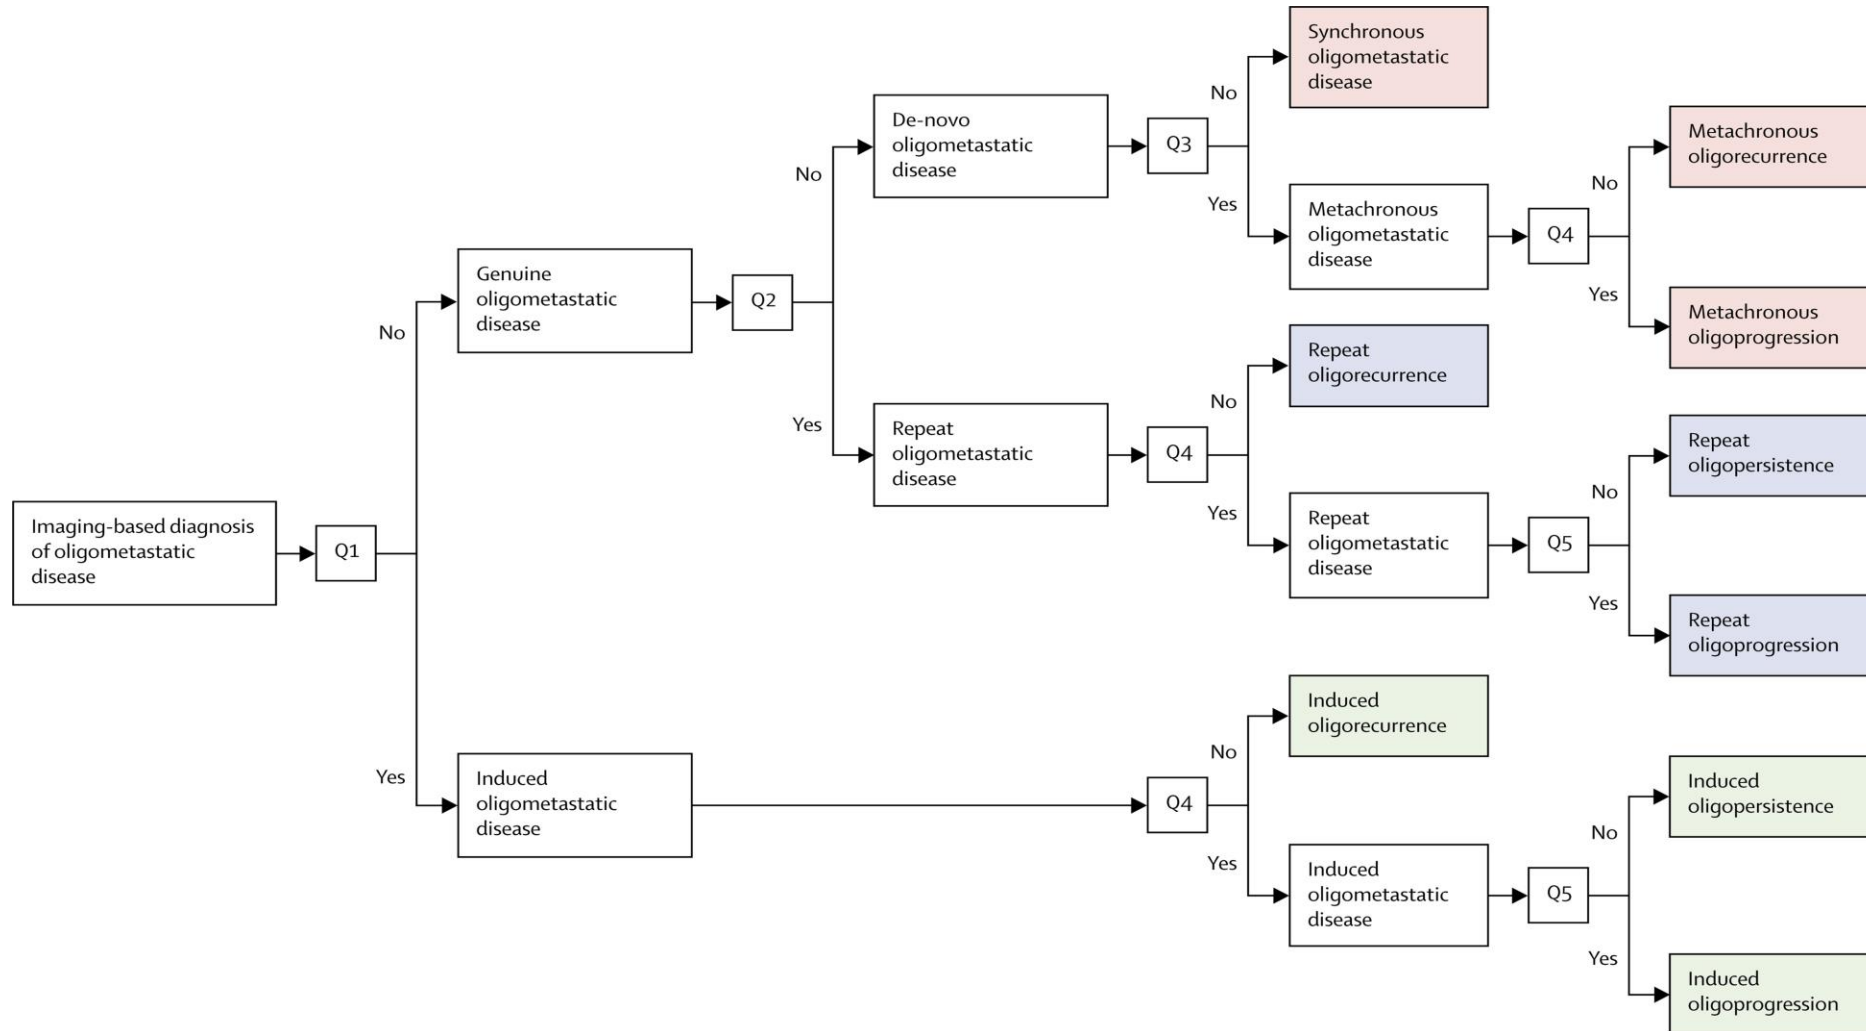 Imaging-based diagnosis
of oligometastatic
disease
Q1
No
Yes
Genuine
oligometastatic
disease
Q2
No
Yes
De-novo
oligometastatic
disease
Q3
No
Yes
Synchronous
oligometastatic
disease
Metachronous
oligometastatic
disease
Q4
No
Yes
Metachronous
oligorecurrence
Metachronous
oligoprogression
Repeat
oligometastatic
disease
Q4
No
Yes
Repeat
oligorecurrence
Repeat
oligometastatic
disease
Q5
No
Yes
Repeat
oligopersistence
Repeat
oligoprogression
Induced
oligometastatic
disease
Q4
No
Yes
Induced
oligorecurrence
Induced
oligometastatic
disease
Q5
No
Yes
Induced
oligopersistence
Induced
oligoprogression